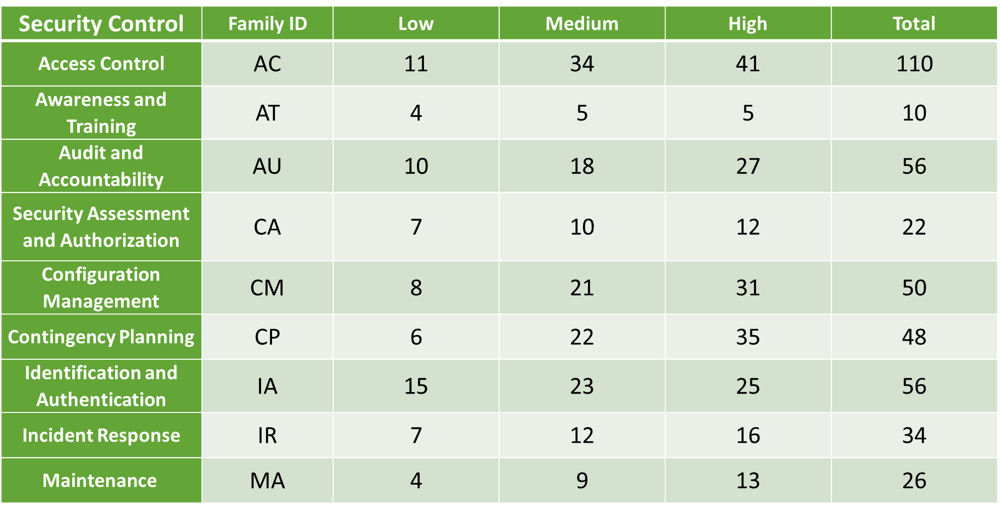 Security Control Family ID Low Medium High Total
Access Control AC 11 34 41 110
Awareness and
Training AT 4 5 5 10
Audit and
Accountability AU 10 18 27 56
Security Assessment
and Authorization CA 7 10 12 22
Configuration
Management CM 8 21 31 50
Contingency Planning CP 6 22 35 48
Identification and
Authentication IA 15 23 25 56
Incident Response IR 7 12 16 34
Maintenance MA 4 9 13 26